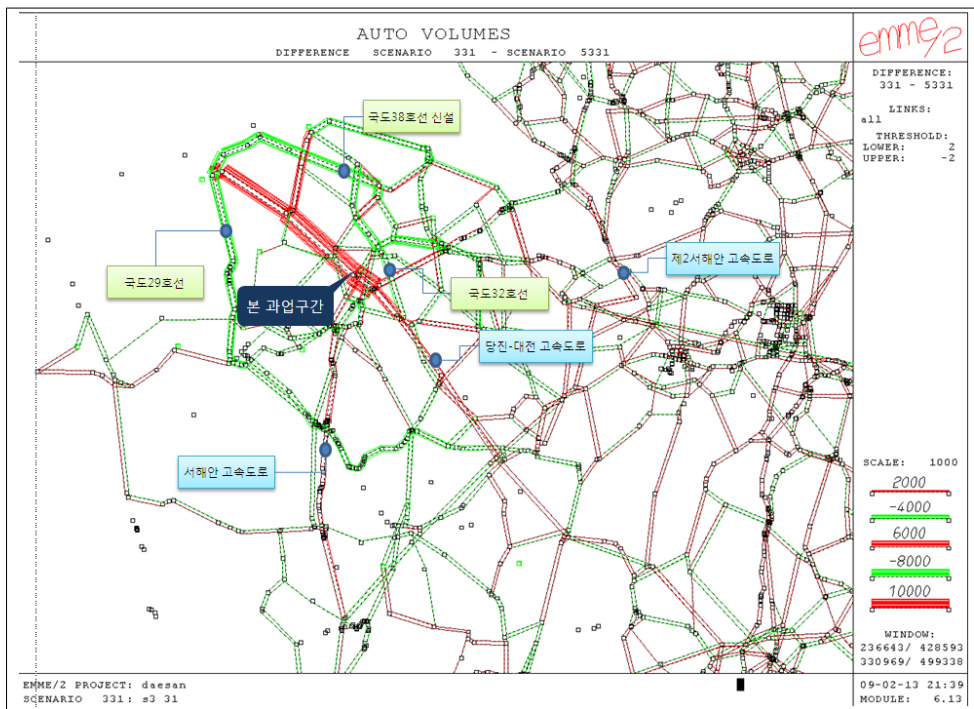 AUTO VOLUMES
DIFFERENCE SCENARIO 331 - SCENARIO 5331
emme/2
DIFFERENCE:
331 - 5331
LINKS:
all
THRESHOLD:
LOWER: 2
UPPER: -2
국도38호선 신설
국도29호선
본 과업구간
국도32호선
제2서해안 고속도로
당진-대전 고속도로
서해안 고속도로
SCALE: 1000
2000
-4000
6000
-8000
10000
WINDOW:
236643/ 428593
330969/ 499338
EMME/2 PROJECT: daesan
SCENARIO 331: s3 31
09-02-13 21:39
MODULE: 6.13